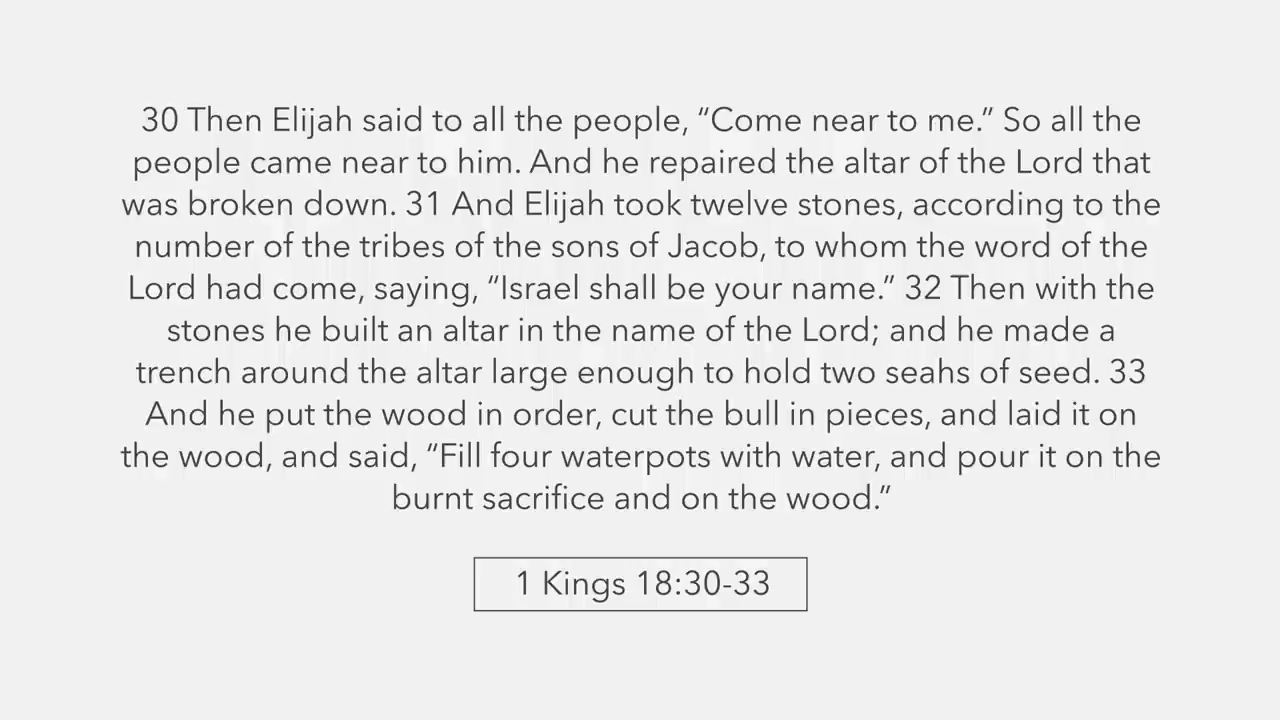 30 Then Elijah said to all the people, “Come near to me.” So all the
people came near to him. And he repaired the altar of the Lord that
was broken down. 31 And Elijah took twelve stones, according to the
number of the tribes of the sons of Jacob, to whom the word of the
Lord had come, saying, “Israel shall be your name.” 32 Then with the
stones he built an altar in the name of the Lord; and he made a
trench around the altar large enough to hold two seahs of seed. 33
And he put the wood in order, cut the bull in pieces, and laid it on
the wood, and said, “Fill four waterpots with water, and pour it on the
burnt sacrifice and on the wood.”
1 Kings 18:30-33